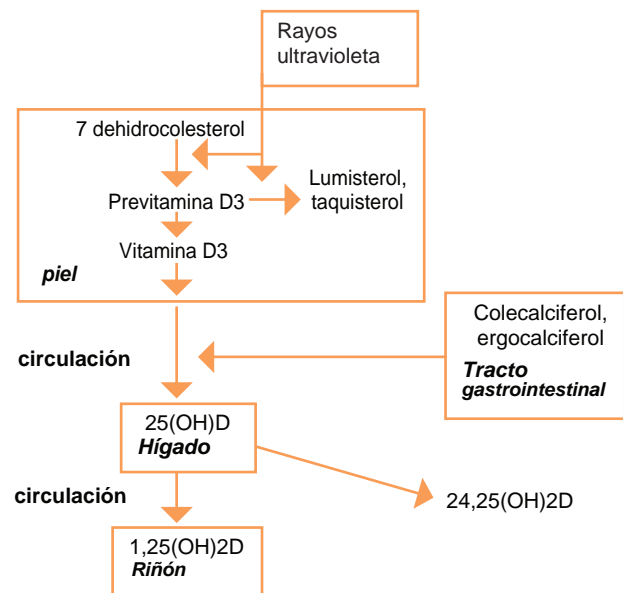 Rayos
ultravioleta
7 dehidrocolesterol
Previtamina D3
Lumisterol,
taquisterol
Vitamina D3
piel
Colecalciferol,
ergocalciferol
Tracto
gastrointestinal
circulación
25(OH)D
Hígado
circulación
24,25(OH)2D
1,25(OH)2D
Riñón